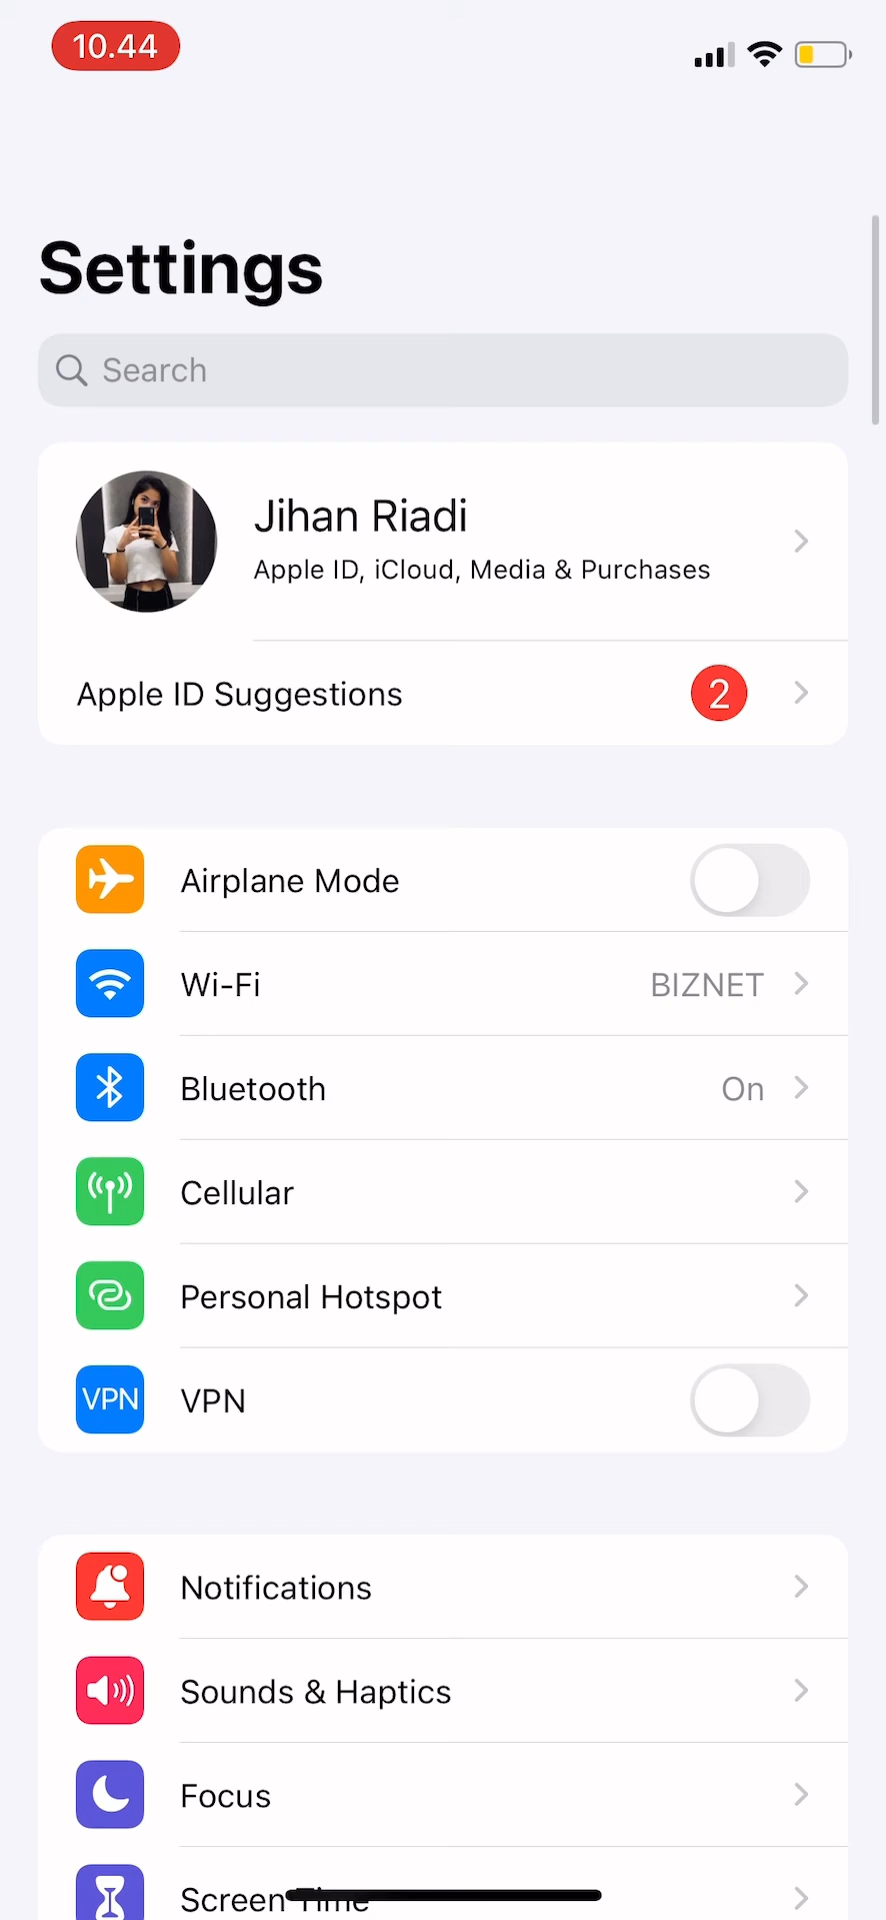 10.44
Settings
Search
Jihan Riadi
Apple ID, iCloud, Media & Purchases
Apple ID Suggestions 2
Airplane Mode
Wi-Fi BIZNET
Bluetooth On
Cellular
Personal Hotspot
VPN VPN
Notifications
Sounds & Haptics
Focus
Screen Time